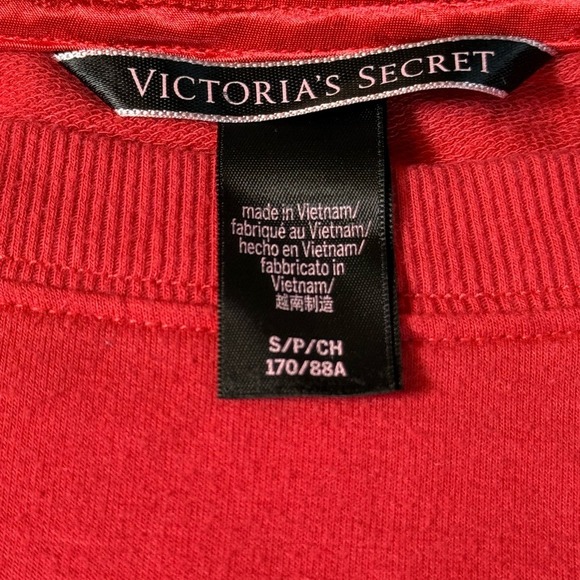 VICTORIA'S SECRET
made in Vietnam/
fabriqué au Vietnam/
hecho en Vietnam/
fabbricato in
Vietnam/
越南制造
S/P/CH
170/88A